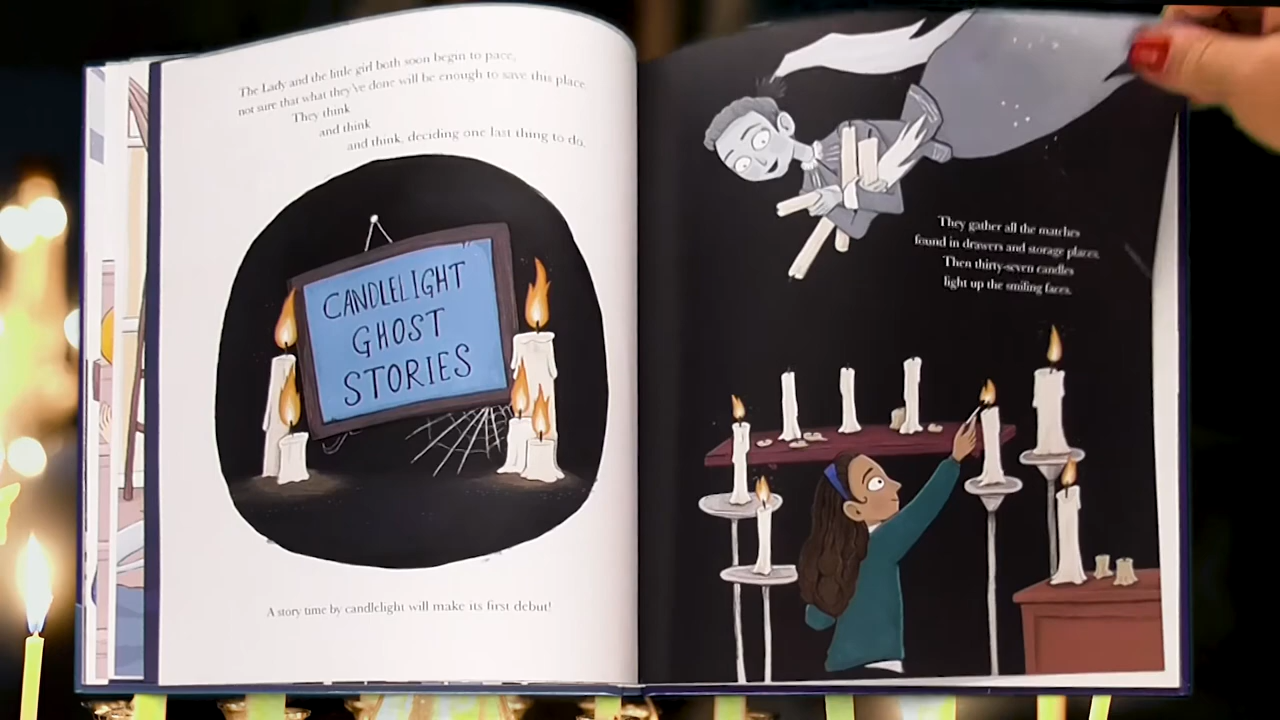 The Lady and the little girl both soon begin to pace,
not sure that what they've done will be enough to save this place.
They think
and think
and think, deciding one last thing to do.
CANDLELIGHT
GHOST
STORIES
A story time by candlelight will make its first debut!
They gather all the matches
found in drawers and storage places.
Then thirty-seven candles
light up the smiling faces.